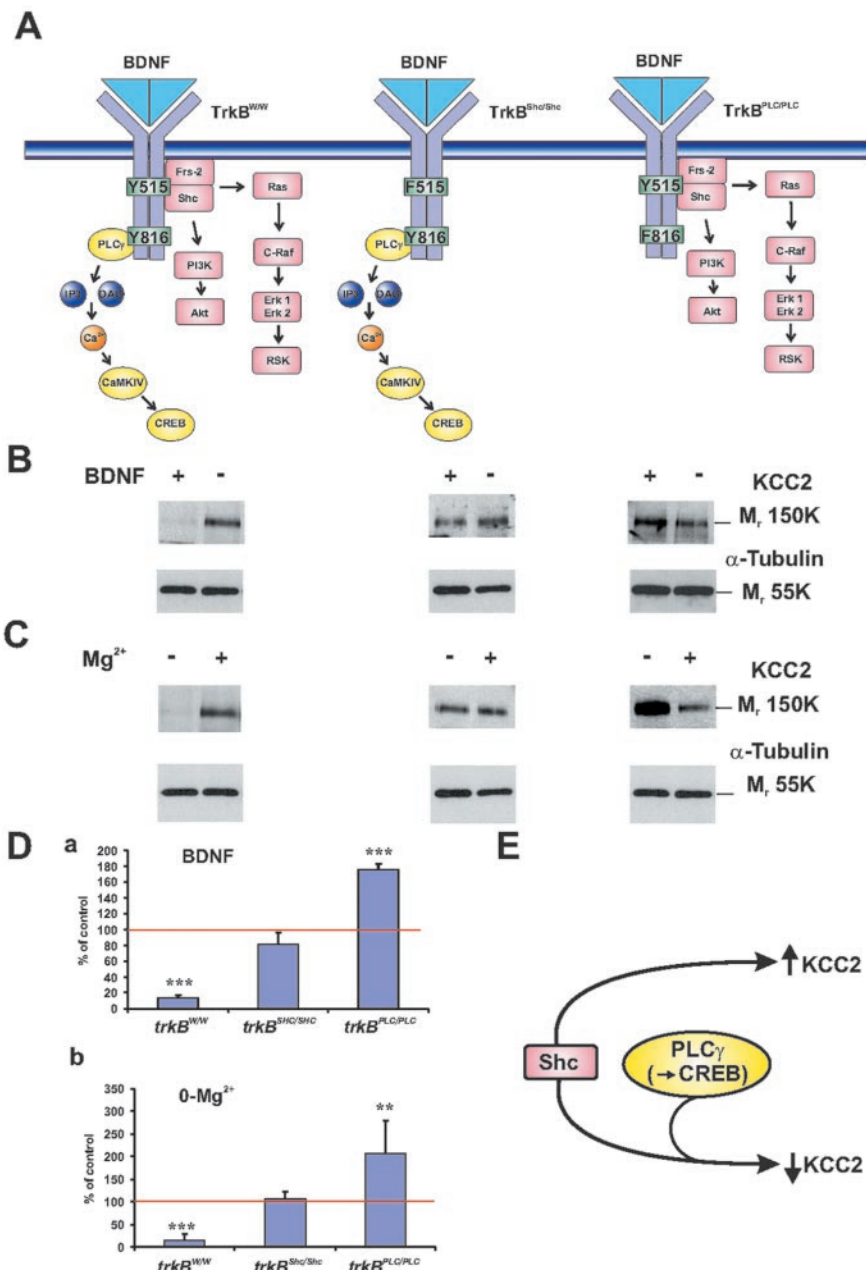 A
BDNF BDNF BDNF
TrkB^W/W TrkB^Shc/Shc TrkB^PLC/PLC
Frs-2 Frs-2
Y515 Shc Ras F515 Y515 Shc Ras
PLCγ Y816 PLCγ Y816 F816
PI3K C-Raf PI3K C-Raf
IP3 DAG IP3 DAG
Akt Erk 1 Akt Erk 1
Erk 2 Erk 2
Ca2+ Ca2+
RSK RSK
CaMKIV CaMKIV
CREB CREB
B
BDNF + - + - + - KCC2
Mr 150K
α-Tubulin
Mr 55K
C
Mg2+ - + - + - + KCC2
Mr 150K
α-Tubulin
Mr 55K
D
a
BDNF
% of control
200
180
160
140
120
100
80
60
40
20
0
*** ***
trkB^W/W trkB^SHC/SHC trkB^PLC/PLC
b
0-Mg2+
% of control
350
300
250
200
150
100
50
0
*** **
trkB^W/W trkB^Shc/Shc trkB^PLC/PLC
E
KCC2
Shc
PLCγ
(→CREB)
KCC2